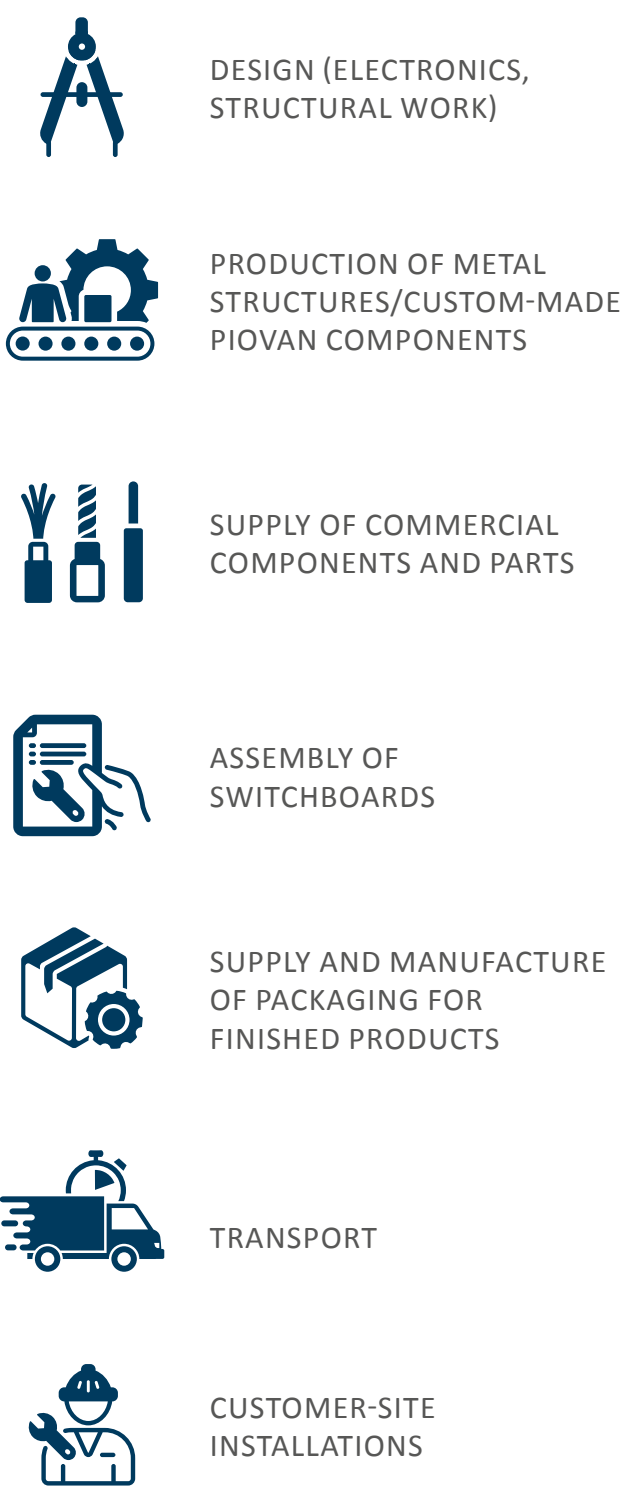 DESIGN (ELECTRONICS,
STRUCTURAL WORK)
PRODUCTION OF METAL
STRUCTURES/CUSTOM-MADE
PIOVAN COMPONENTS
SUPPLY OF COMMERCIAL
COMPONENTS AND PARTS
ASSEMBLY OF
SWITCHBOARDS
SUPPLY AND MANUFACTURE
OF PACKAGING FOR
FINISHED PRODUCTS
TRANSPORT
CUSTOMER-SITE
INSTALLATIONS